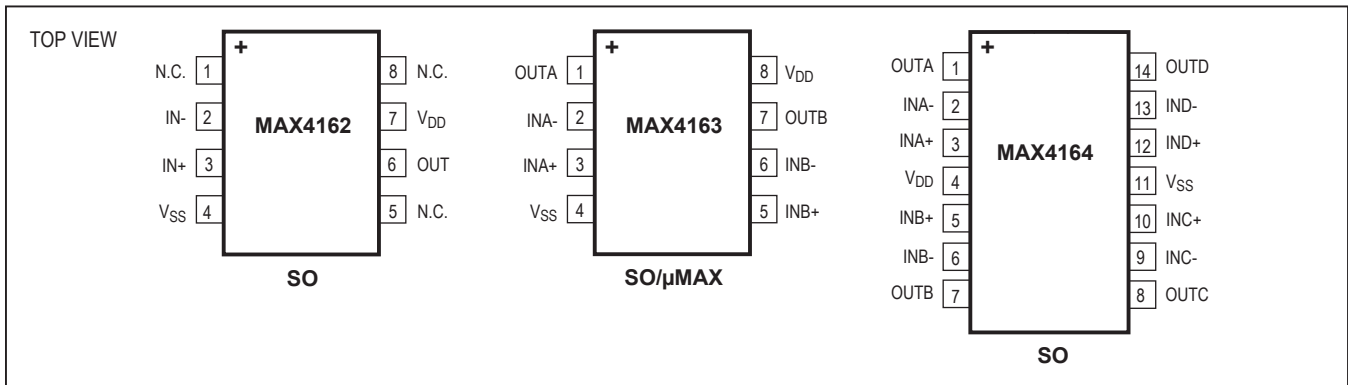 TOP VIEW
+
N.C. 1
IN- 2
IN+ 3
VSS 4
MAX4162
8 N.C.
7 VDD
6 OUT
5 N.C.
SO
+
OUTA 1
INA- 2
INA+ 3
VSS 4
MAX4163
8 VDD
7 OUTB
6 INB-
5 INB+
SO/µMAX
+
OUTA 1
INA- 2
INA+ 3
VDD 4
INB+ 5
INB- 6
OUTB 7
MAX4164
14 OUTD
13 IND-
12 IND+
11 VSS
10 INC+
9 INC-
8 OUTC
SO